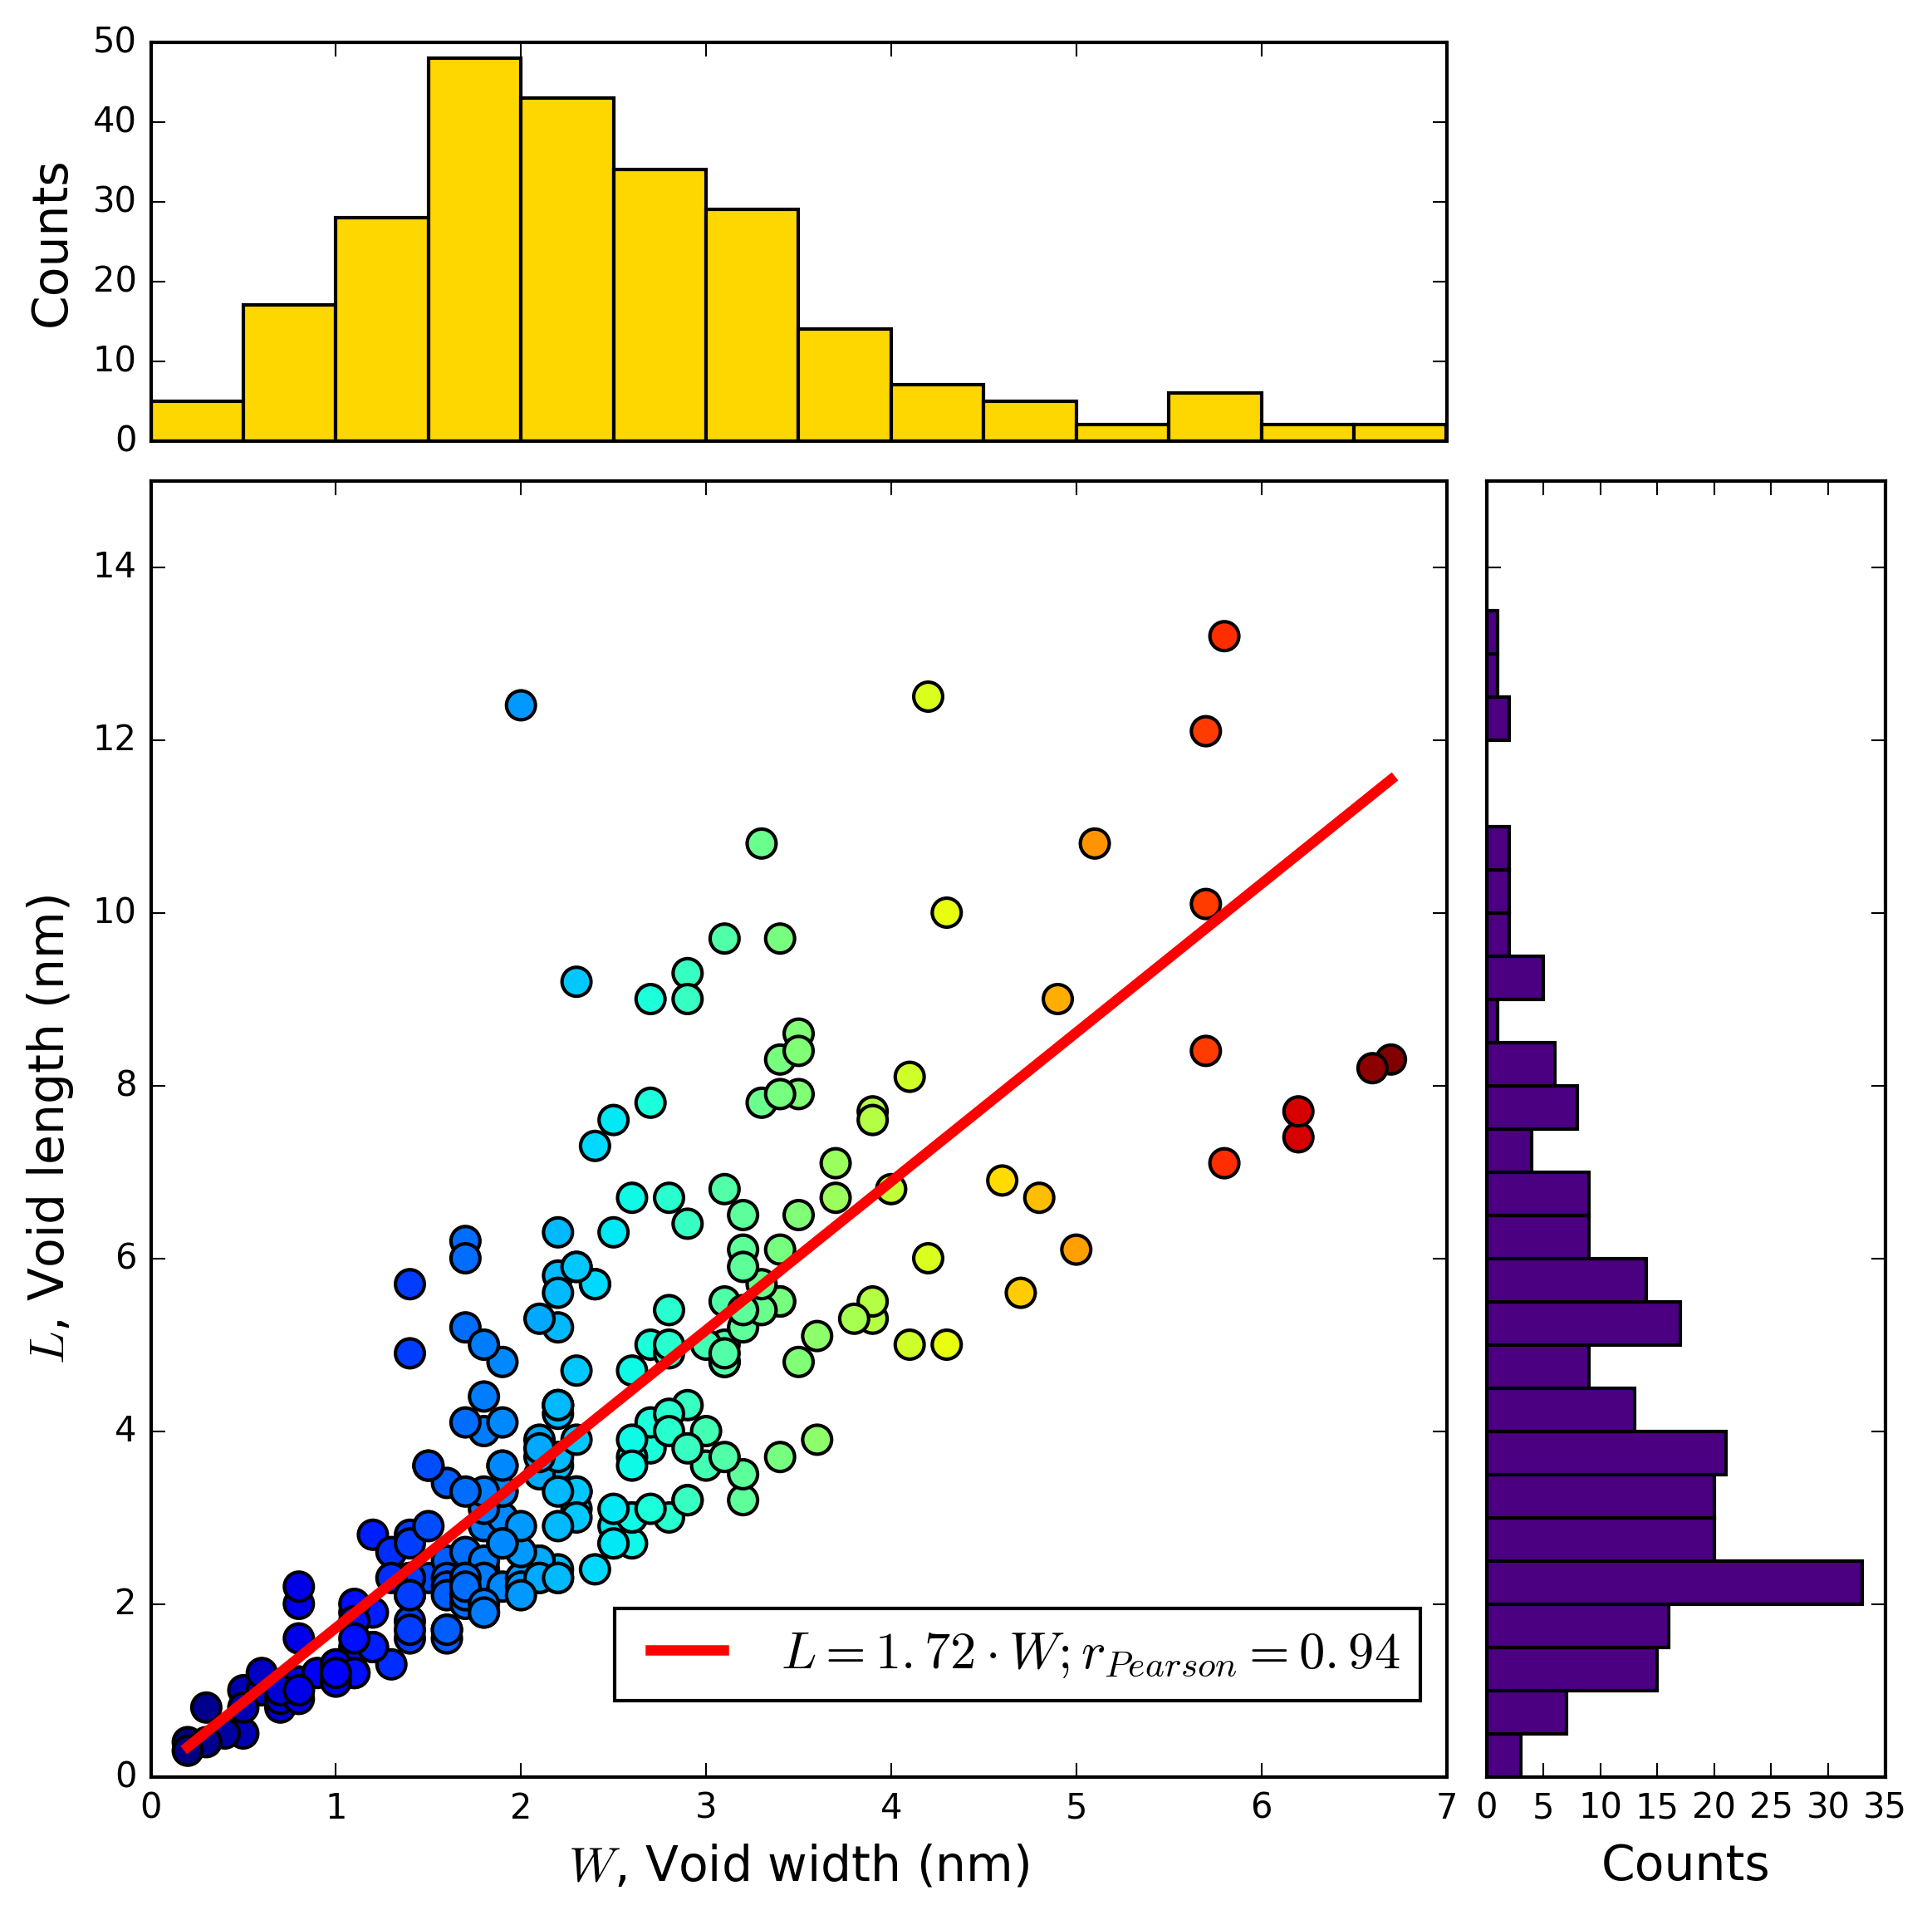 50
40
30
20
10
0
Counts
14
12
10
8
6
4
2
0
L, Void length (nm)
L = 1.72 · W; r_Pearson = 0.94
0 1 2 3 4 5 6 7
W, Void width (nm)
0 5 10 15 20 25 30 35
Counts